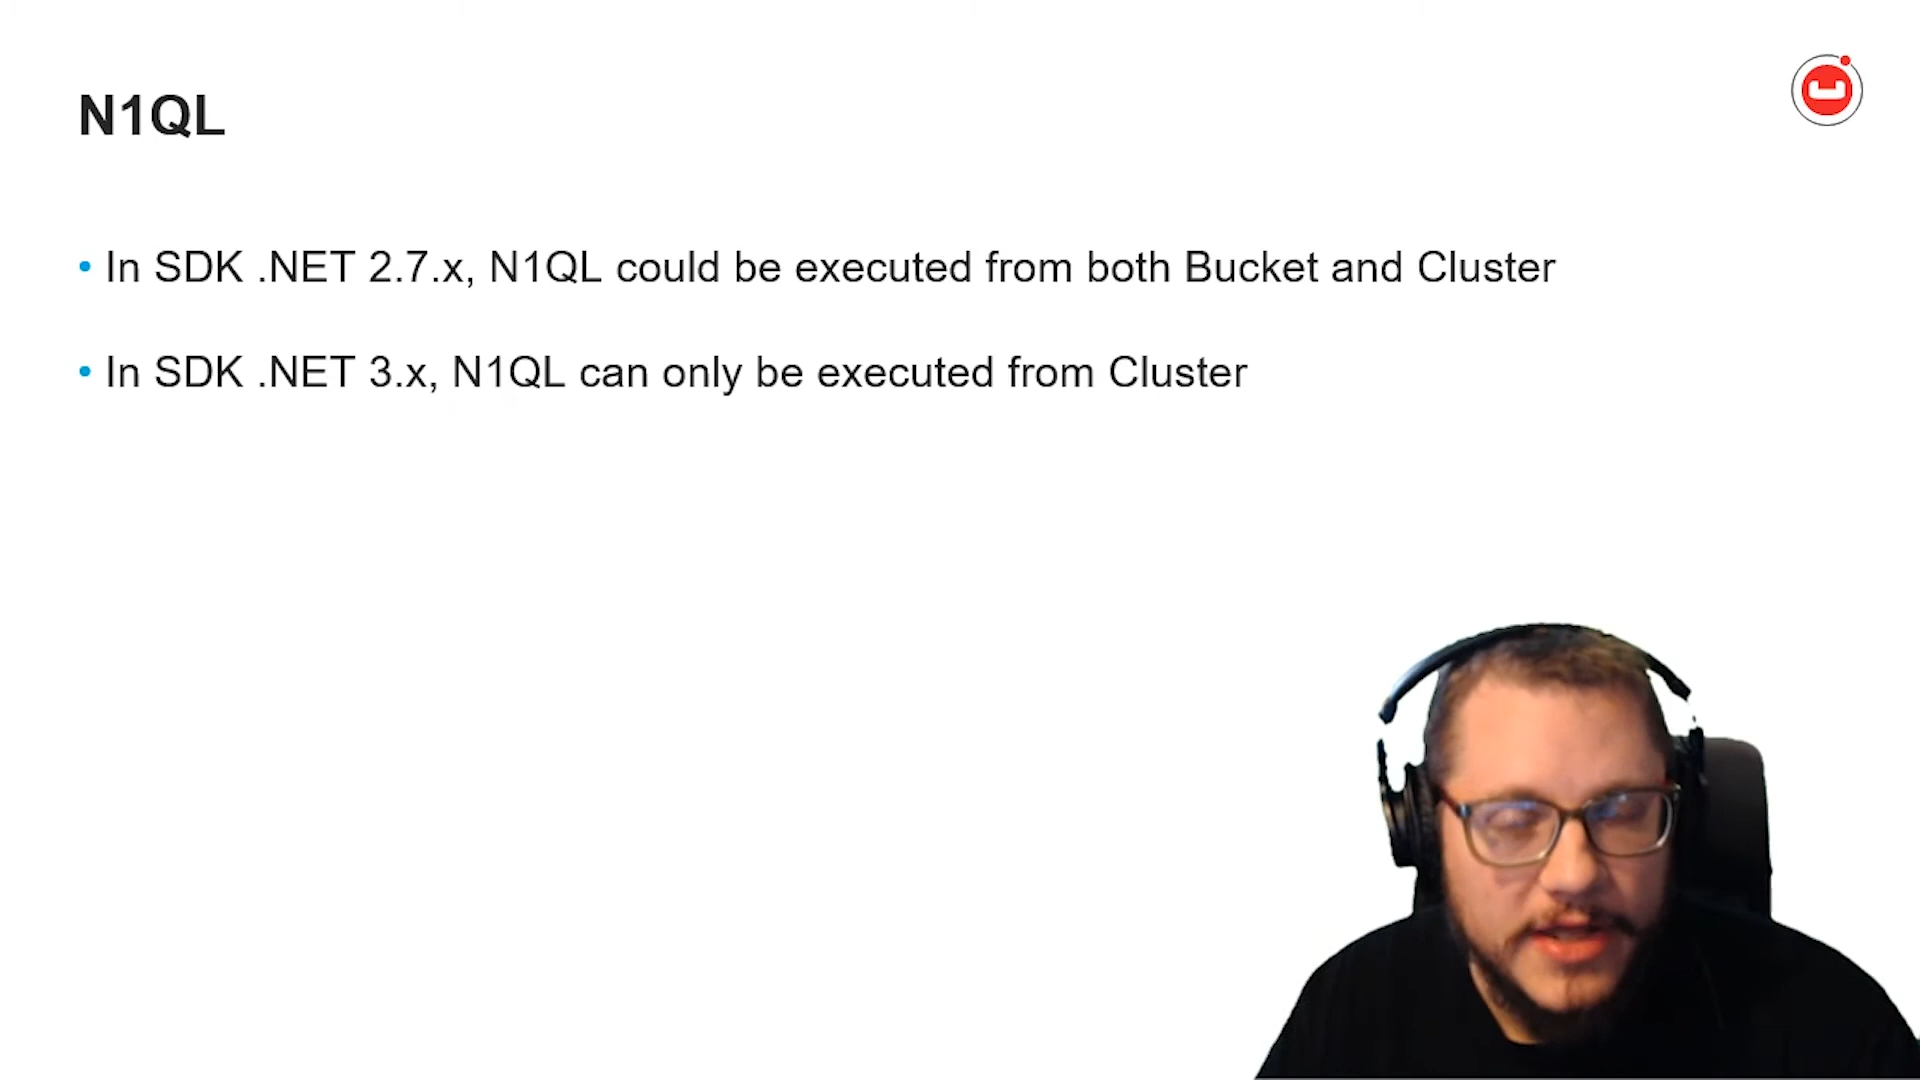 N1QL
• In SDK .NET 2.7.x, N1QL could be executed from both Bucket and Cluster
• In SDK .NET 3.x, N1QL can only be executed from Cluster